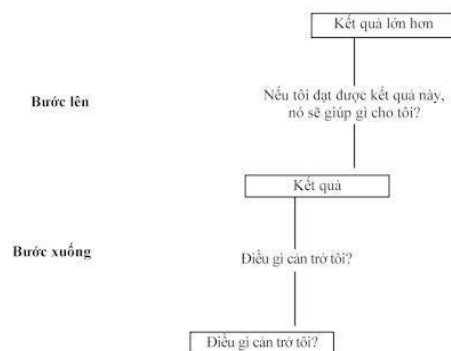 Kết quả lớn hơn
Bước lên
Nếu tôi đạt được kết quả này,
nó sẽ giúp gì cho tôi?
Kết quả
Bước xuống
Điều gì cản trở tôi?
Điều gì cản trở tôi?